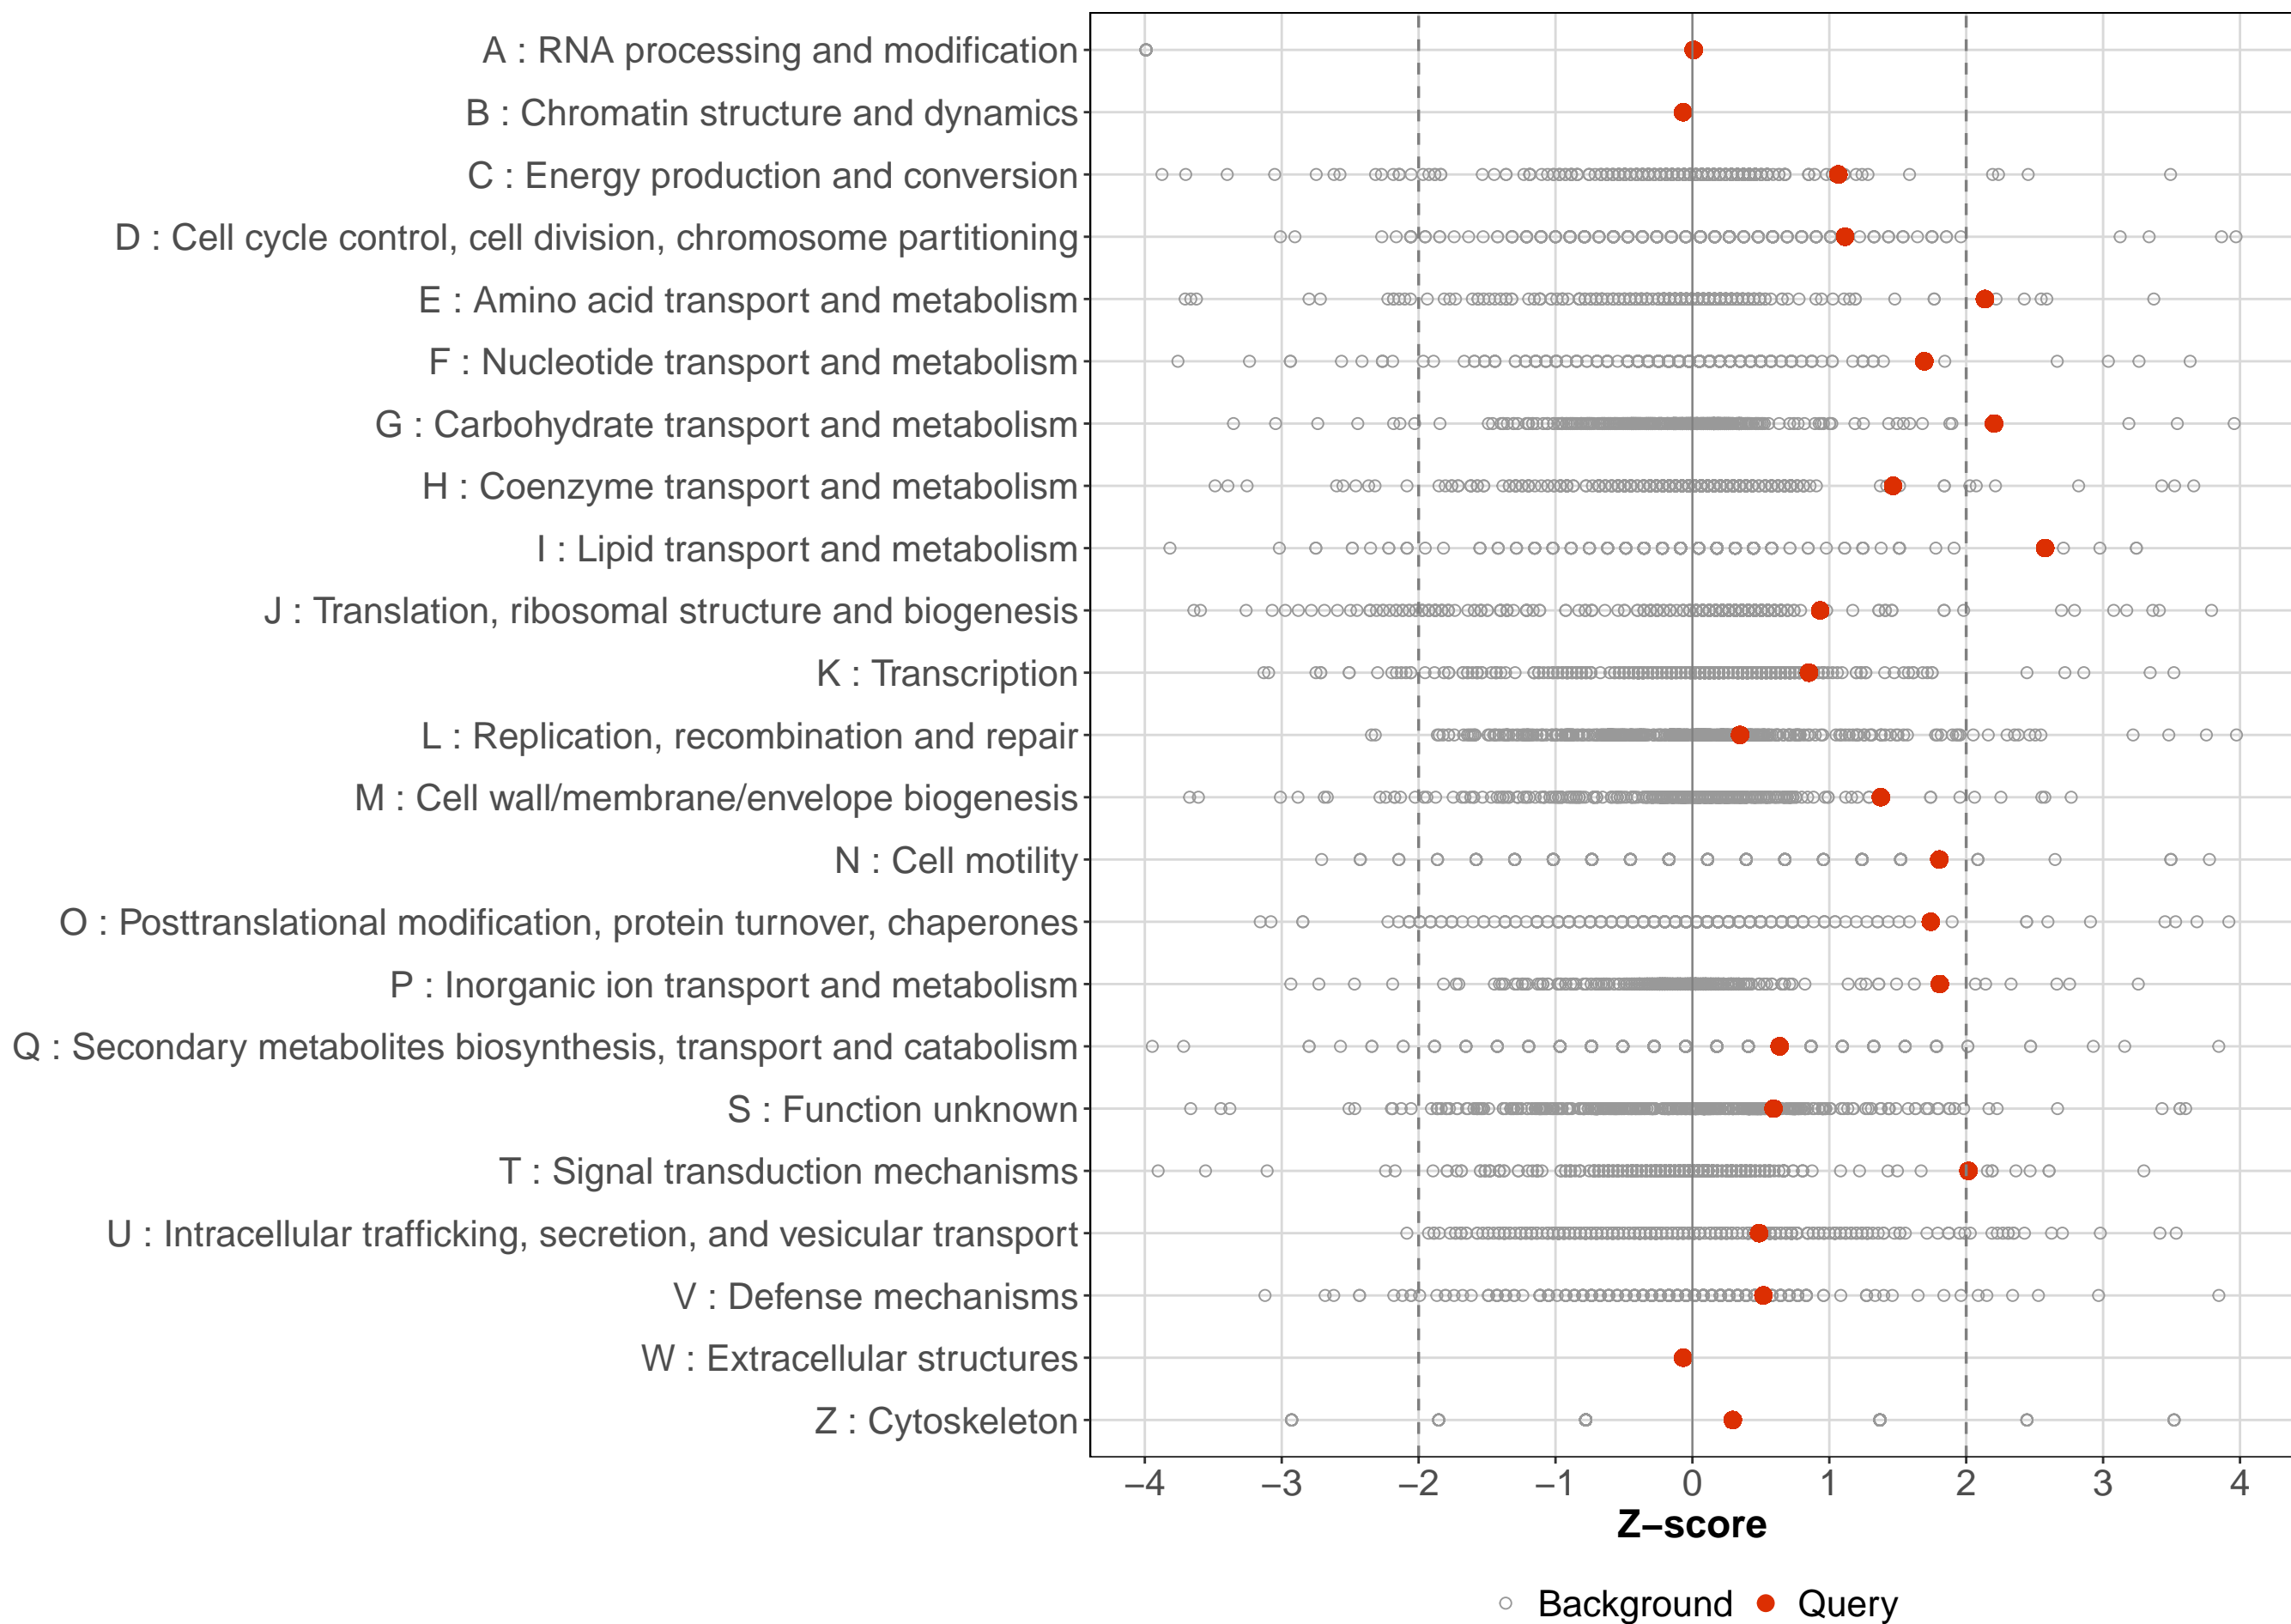 A : RNA processing and modification
B : Chromatin structure and dynamics
C : Energy production and conversion
D : Cell cycle control, cell division, chromosome partitioning
E : Amino acid transport and metabolism
F : Nucleotide transport and metabolism
G : Carbohydrate transport and metabolism
H : Coenzyme transport and metabolism
I : Lipid transport and metabolism
J : Translation, ribosomal structure and biogenesis
K : Transcription
L : Replication, recombination and repair
M : Cell wall/membrane/envelope biogenesis
N : Cell motility
O : Posttranslational modification, protein turnover, chaperones
P : Inorganic ion transport and metabolism
Q : Secondary metabolites biosynthesis, transport and catabolism
S : Function unknown
T : Signal transduction mechanisms
U : Intracellular trafficking, secretion, and vesicular transport
V : Defense mechanisms
W : Extracellular structures
Z : Cytoskeleton
−4 −3 −2 −1 0 1 2 3 4
Z−score
Background Query